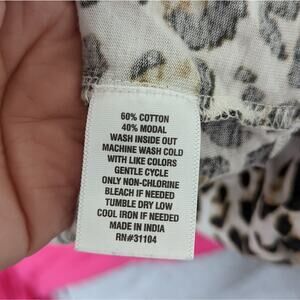 60% COTTON
40% MODAL
WASH INSIDE OUT
MACHINE WASH COLD
WITH LIKE COLORS
GENTLE CYCLE
ONLY NON-CHLORINE
BLEACH IF NEEDED
TUMBLE DRY LOW
COOL IRON IF NEEDED
MADE IN INDIA
RN#31104